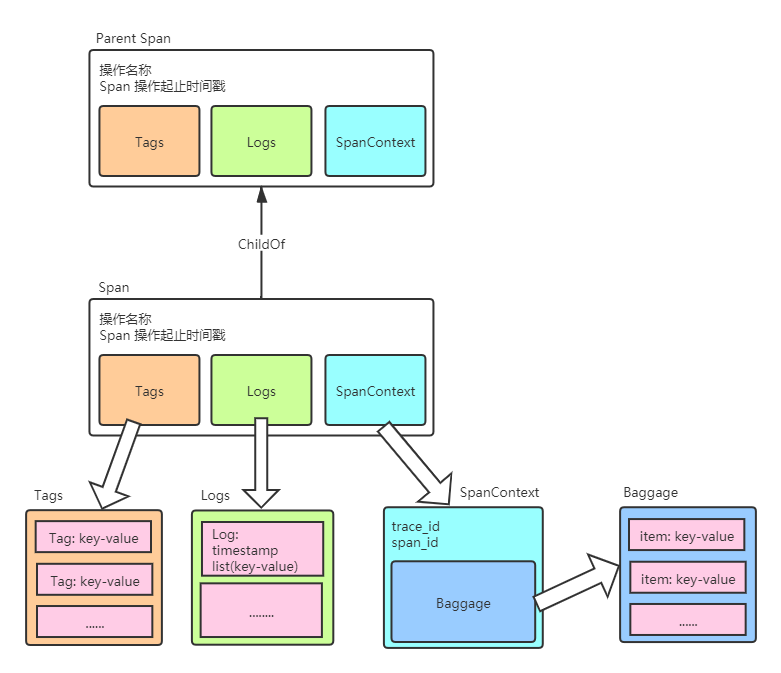 Parent Span
操作名称
Span 操作起止时间戳
Tags
Logs
SpanContext
ChildOf
Span
操作名称
Span 操作起止时间戳
Tags
Logs
SpanContext
Tags
Tag: key-value
Tag: key-value
......
Logs
Log:
timestamp
list(key-value)
........
SpanContext
trace_id
span_id
Baggage
Baggage
item: key-value
item: key-value
......